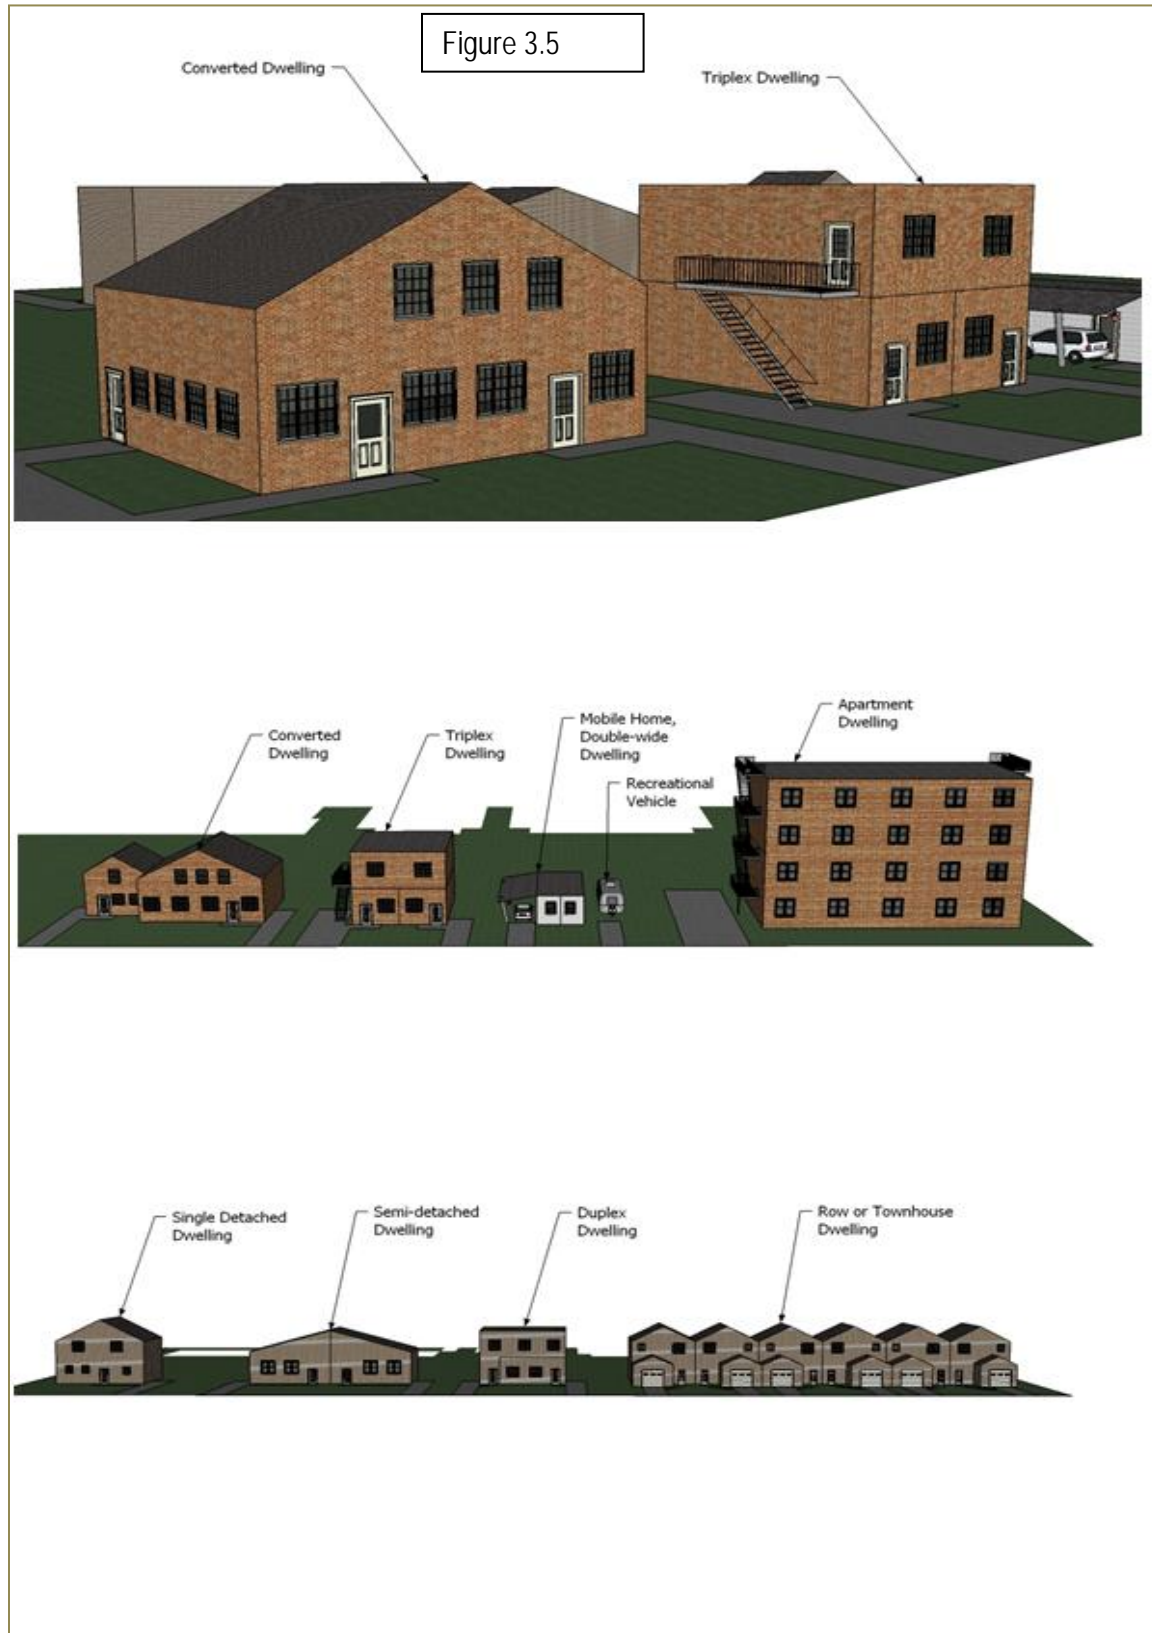 Figure 3.5
Converted Dwelling
Triplex Dwelling
Converted
Dwelling
Triplex
Dwelling
Mobile Home,
Double-wide
Dwelling
Recreational
Vehicle
Apartment
Dwelling
Single Detached
Dwelling
Semi-detached
Dwelling
Duplex
Dwelling
Row or Townhouse
Dwelling